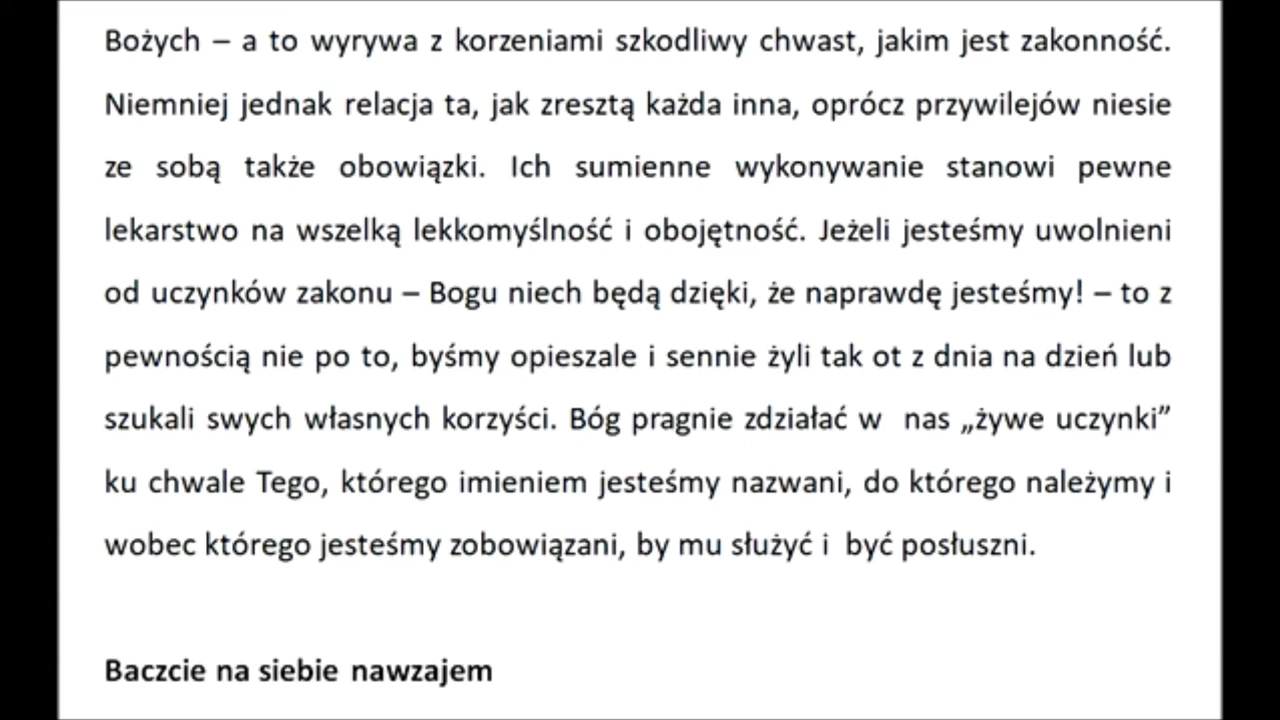 Bożych – a to wyrywa z korzeniami szkodliwy chwast, jakim jest zakonność.
Niemniej jednak relacja ta, jak zresztą każda inna, oprócz przywilejów niesie
ze sobą także obowiązki. Ich sumienne wykonywanie stanowi pewne
lekarstwo na wszelką lekkomyślność i obojętność. Jeżeli jesteśmy uwolnieni
od uczynków zakonu – Bogu niech będą dzięki, że naprawdę jesteśmy! – to z
pewnością nie po to, byśmy opieszale i sennie żyli tak ot z dnia na dzień lub
szukali swych własnych korzyści. Bóg pragnie zdziałać w  nas „żywe uczynki”
ku chwale Tego, którego imieniem jesteśmy nazwani, do którego należymy i
wobec którego jesteśmy zobowiązani, by mu służyć i  być posłuszni.
Baczcie na siebie nawzajem